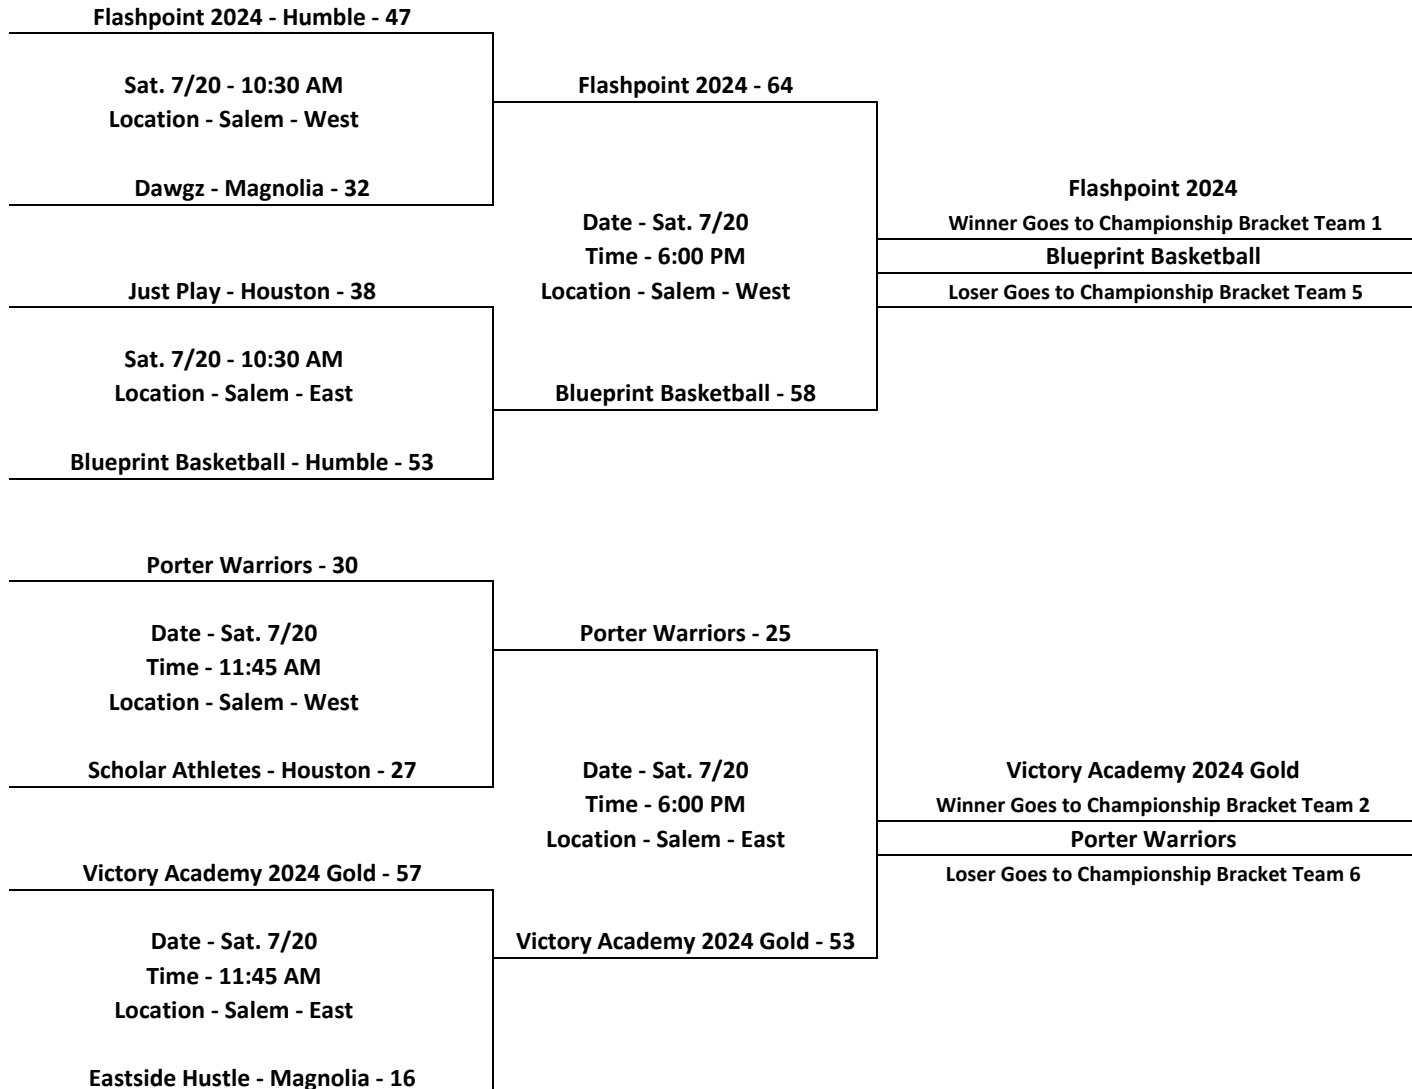 Flashpoint 2024 - Humble - 47
Sat. 7/20 - 10:30 AM
Location - Salem - West
Dawgz - Magnolia - 32
Just Play - Houston - 38
Sat. 7/20 - 10:30 AM
Location - Salem - East
Blueprint Basketball - Humble - 53
Flashpoint 2024 - 64
Date - Sat. 7/20
Time - 6:00 PM
Location - Salem - West
Blueprint Basketball - 58
Flashpoint 2024
Winner Goes to Championship Bracket Team 1
Blueprint Basketball
Loser Goes to Championship Bracket Team 5
Porter Warriors - 30
Date - Sat. 7/20
Time - 11:45 AM
Location - Salem - West
Scholar Athletes - Houston - 27
Victory Academy 2024 Gold - 57
Date - Sat. 7/20
Time - 11:45 AM
Location - Salem - East
Eastside Hustle - Magnolia - 16
Porter Warriors - 25
Date - Sat. 7/20
Time - 6:00 PM
Location - Salem - East
Victory Academy 2024 Gold - 53
Victory Academy 2024 Gold
Winner Goes to Championship Bracket Team 2
Porter Warriors
Loser Goes to Championship Bracket Team 6